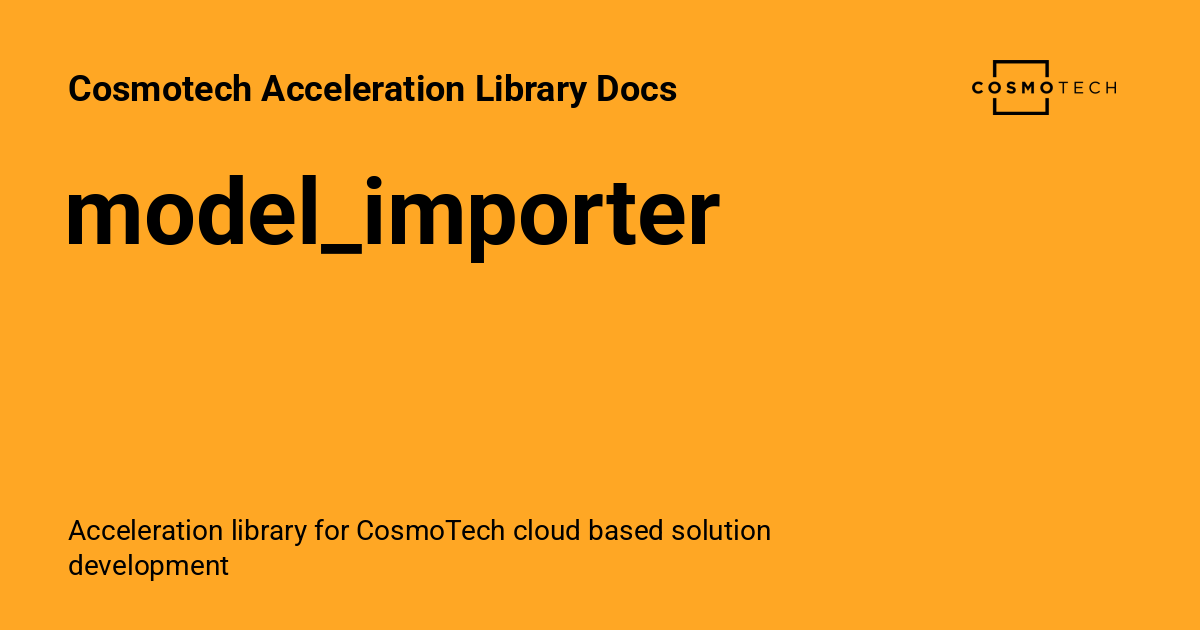 Cosmotech Acceleration Library Docs
COSMOTECH
model_importer
Acceleration library for CosmoTech cloud based solution
development